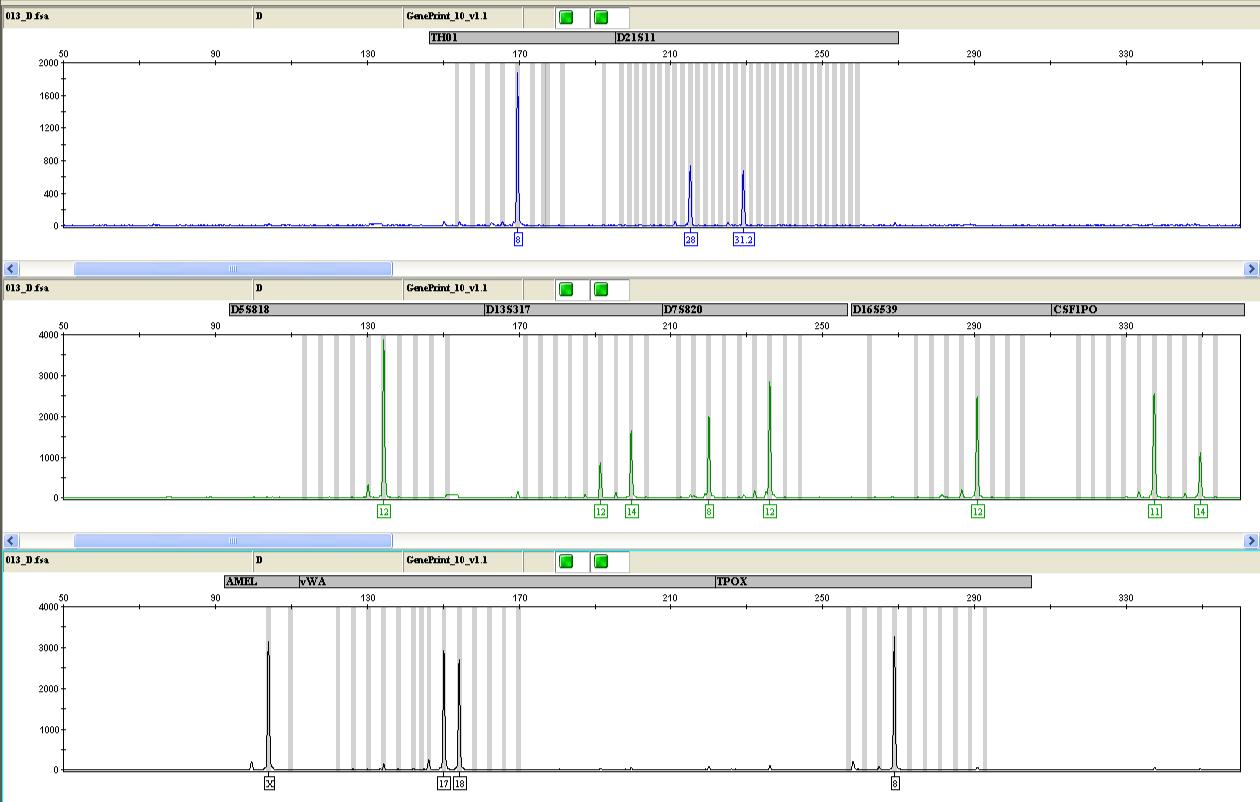 013_D.fsa D GenePrint_10_v1.1
TH01 D21S11
50 90 130 170 210 250 290 330
2000
1600
1200
800
400
0
8 28 31.2
013_D.fsa D GenePrint_10_v1.1
D5S818 D13S317 D7S820 D16S539 CSF1PO
50 90 130 170 210 250 290 330
4000
3000
2000
1000
0
12 12 14 8 12 12 11 14
013_D.fsa D GenePrint_10_v1.1
AMEL vWA TPOX
50 90 130 170 210 250 290 330
4000
3000
2000
1000
0
X 17 18 8